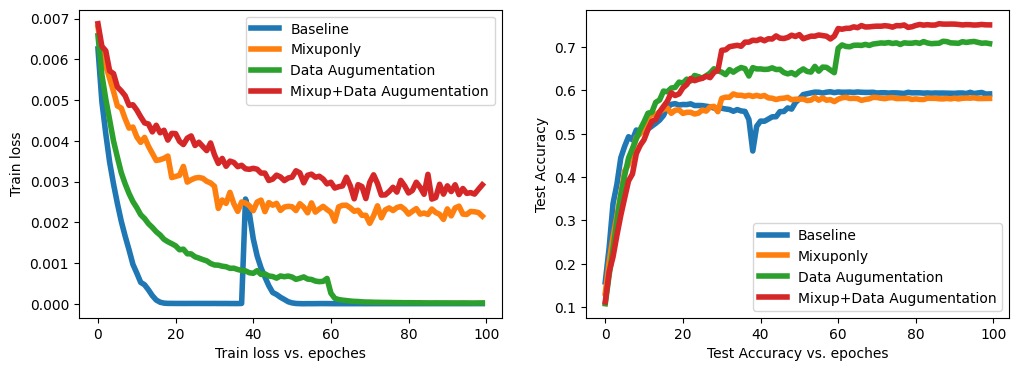 0.007
0.006
0.005
0.004
0.003
0.002
0.001
0.000
Train loss
0 20 40 60 80 100
Train loss vs. epoches
Baseline
Mixuponly
Data Augumentation
Mixup+Data Augumentation
0.7
0.6
0.5
0.4
0.3
0.2
0.1
Test Accuracy
0 20 40 60 80 100
Test Accuracy vs. epoches
Baseline
Mixuponly
Data Augumentation
Mixup+Data Augumentation